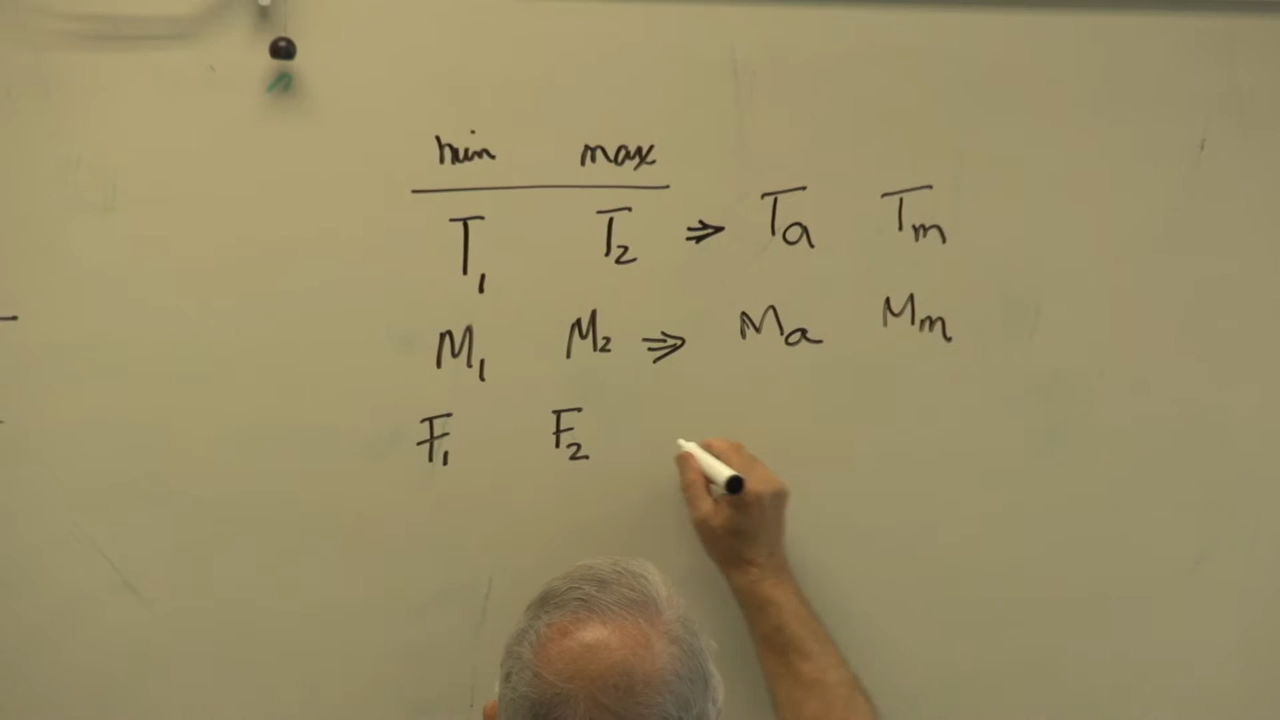 min max
T₁ T₂ ⇒ Ta Tm
M₁ M₂ ⇒ Ma Mm
F₁ F₂